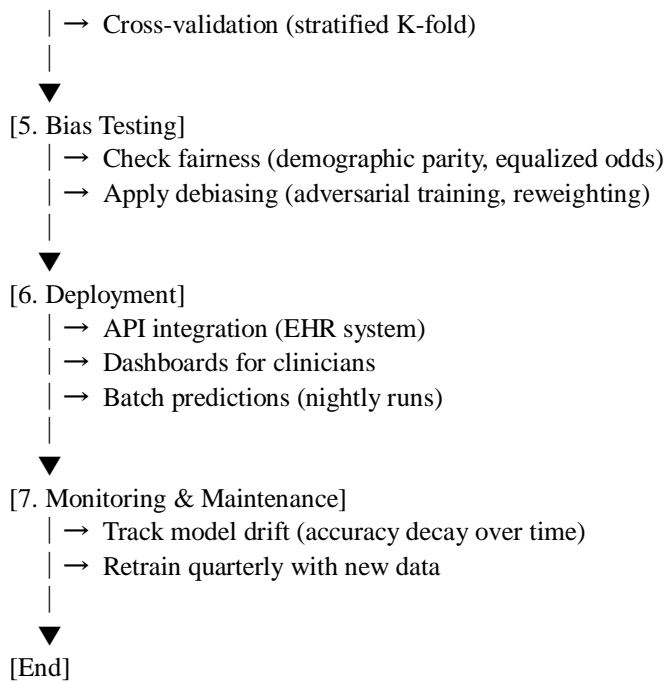 | → Cross-validation (stratified K-fold)
|
▼
[5. Bias Testing]
| → Check fairness (demographic parity, equalized odds)
| → Apply debiasing (adversarial training, reweighting)
|
▼
[6. Deployment]
| → API integration (EHR system)
| → Dashboards for clinicians
| → Batch predictions (nightly runs)
|
▼
[7. Monitoring & Maintenance]
| → Track model drift (accuracy decay over time)
| → Retrain quarterly with new data
|
▼
[End]